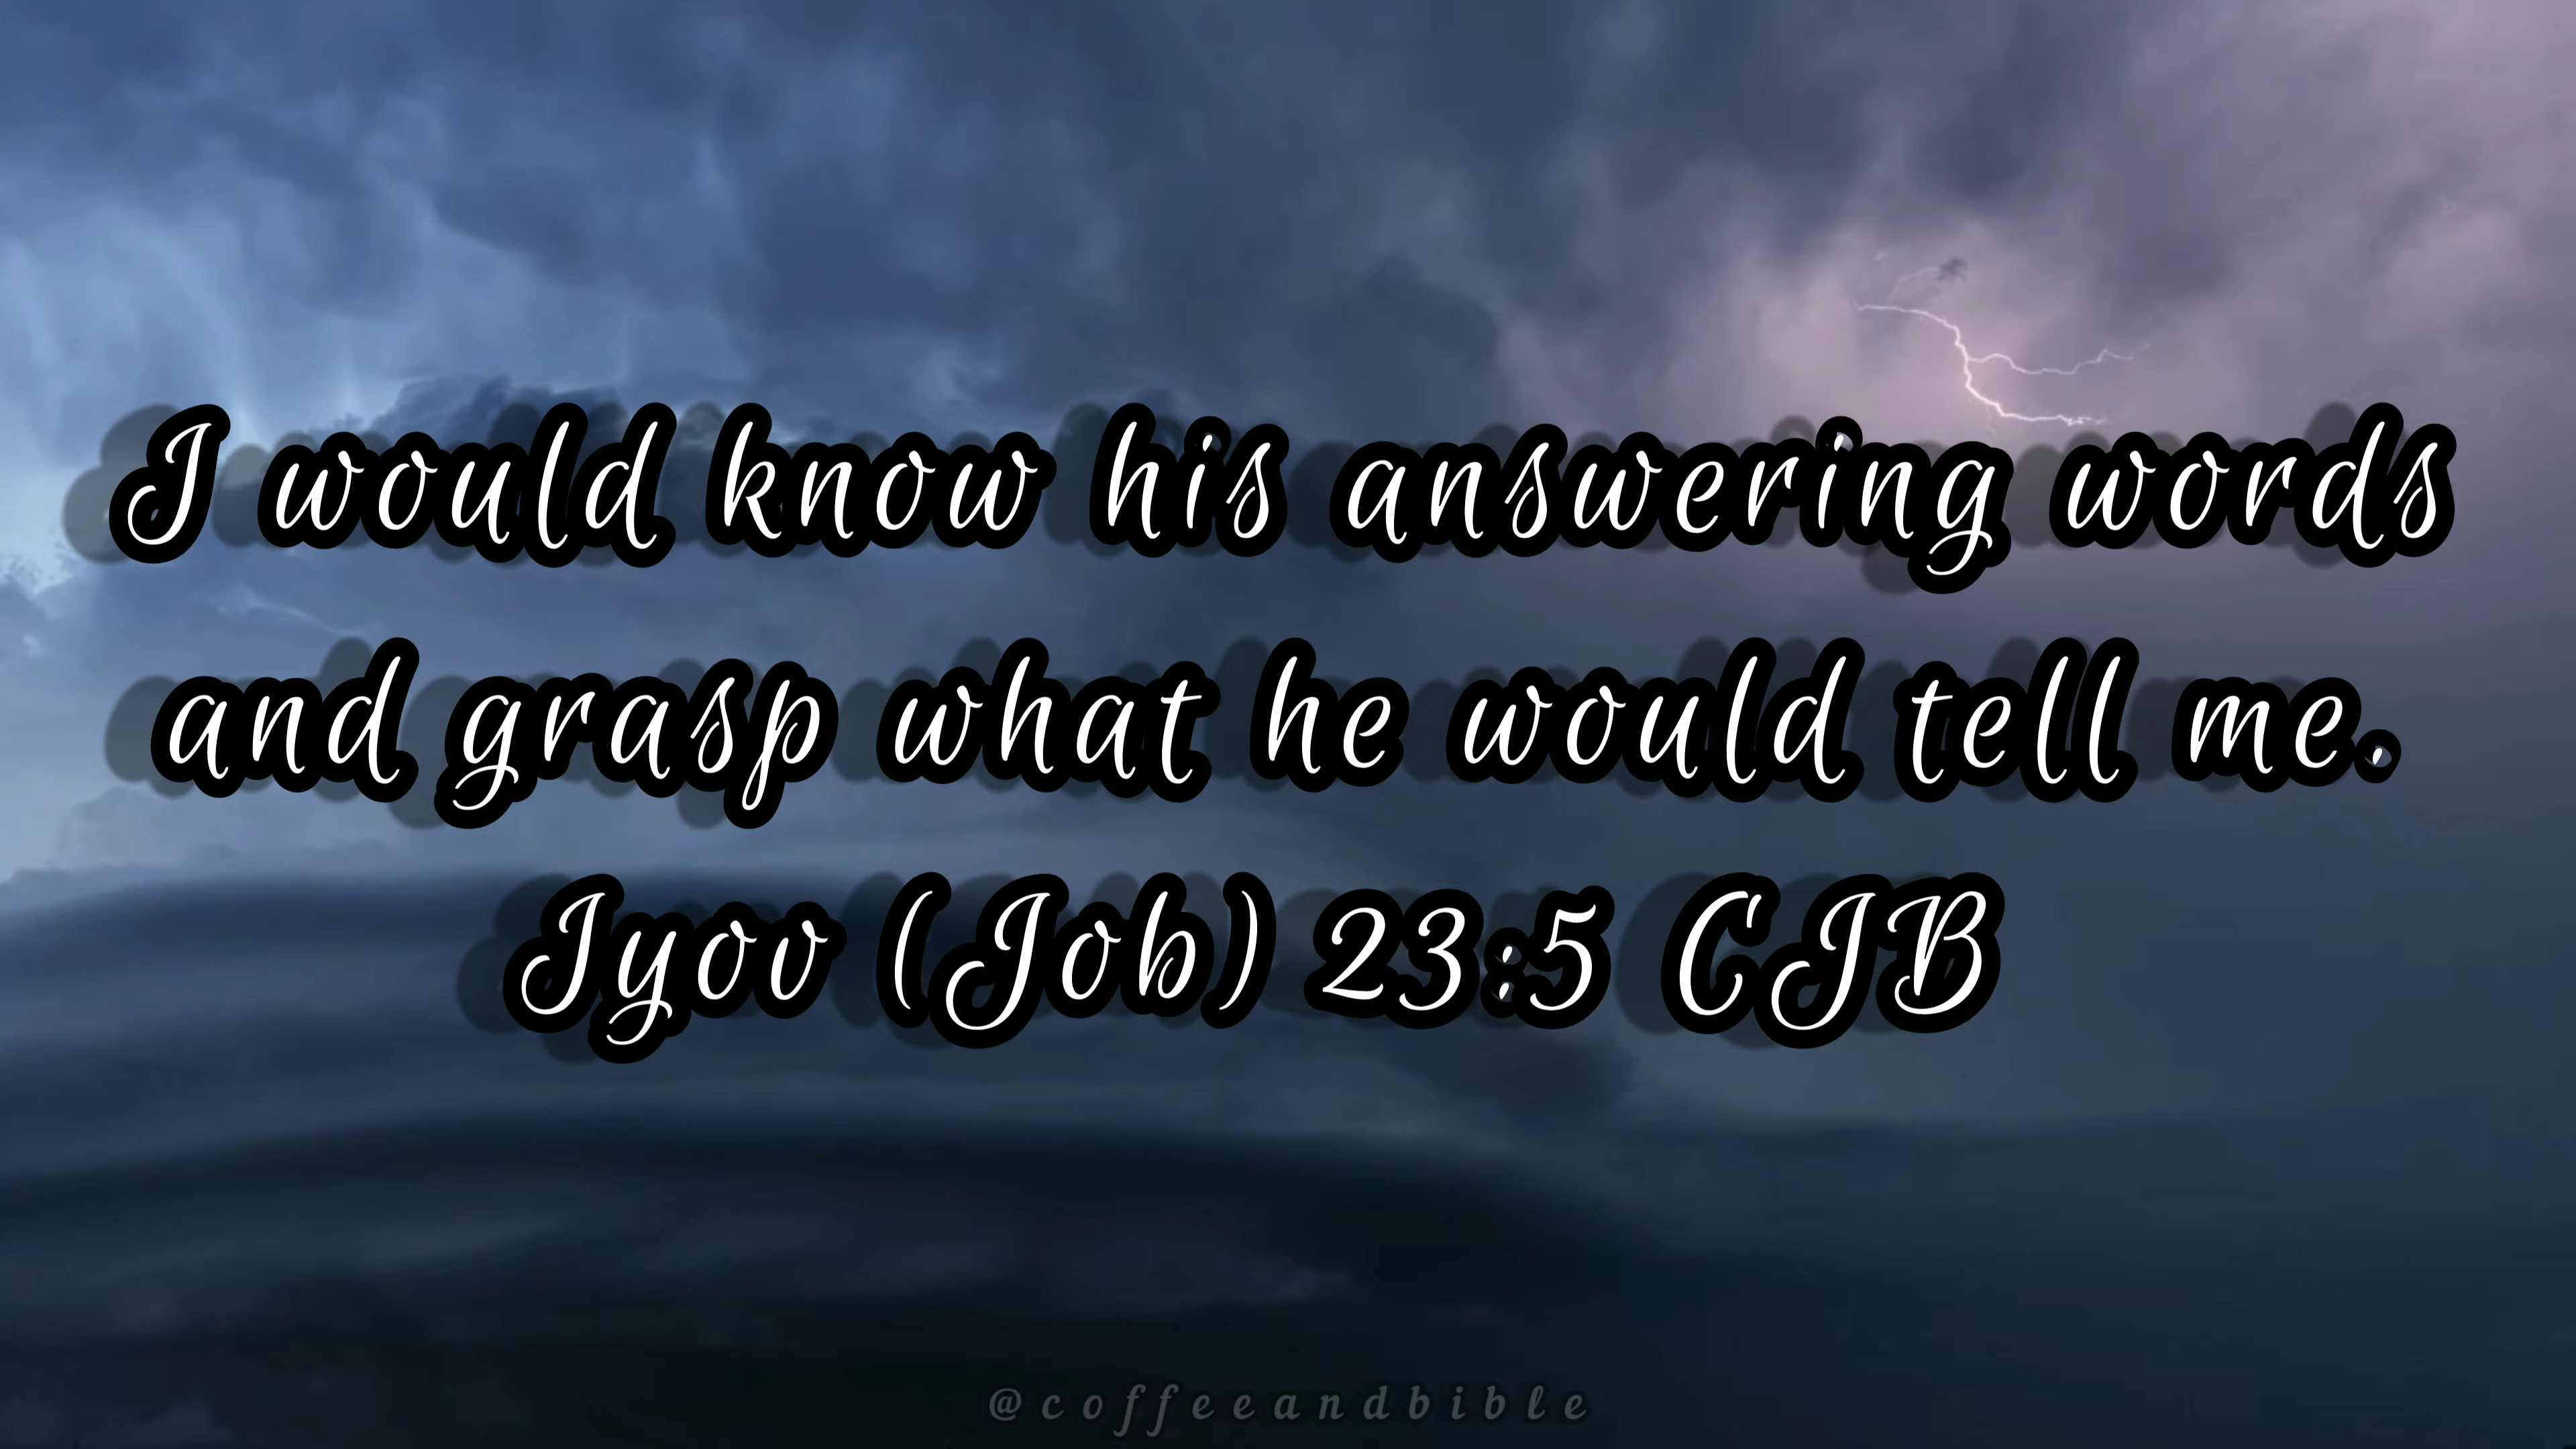 I would know his answering words
and grasp what he would tell me.
Iyov (Job) 23:5 CJB
@coffeeandbible